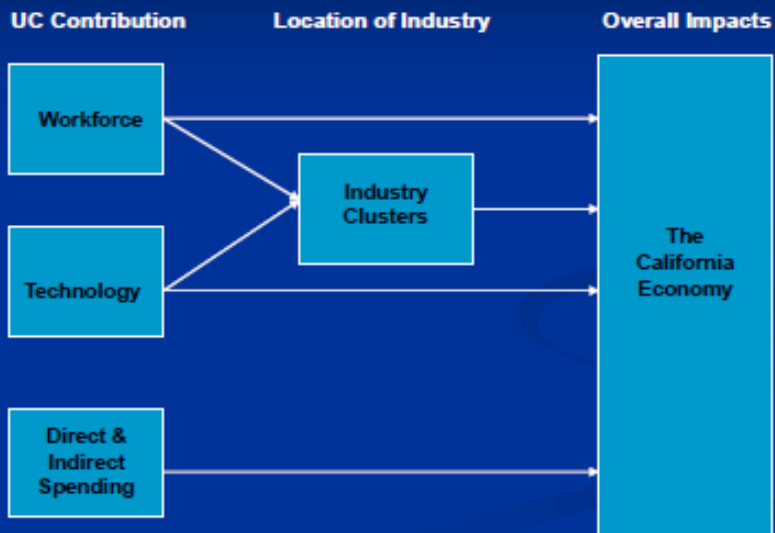 UC Contribution
Location of Industry
Overall Impacts
Workforce
Industry
Clusters
Technology
The
California
Economy
Direct &
Indirect
Spending